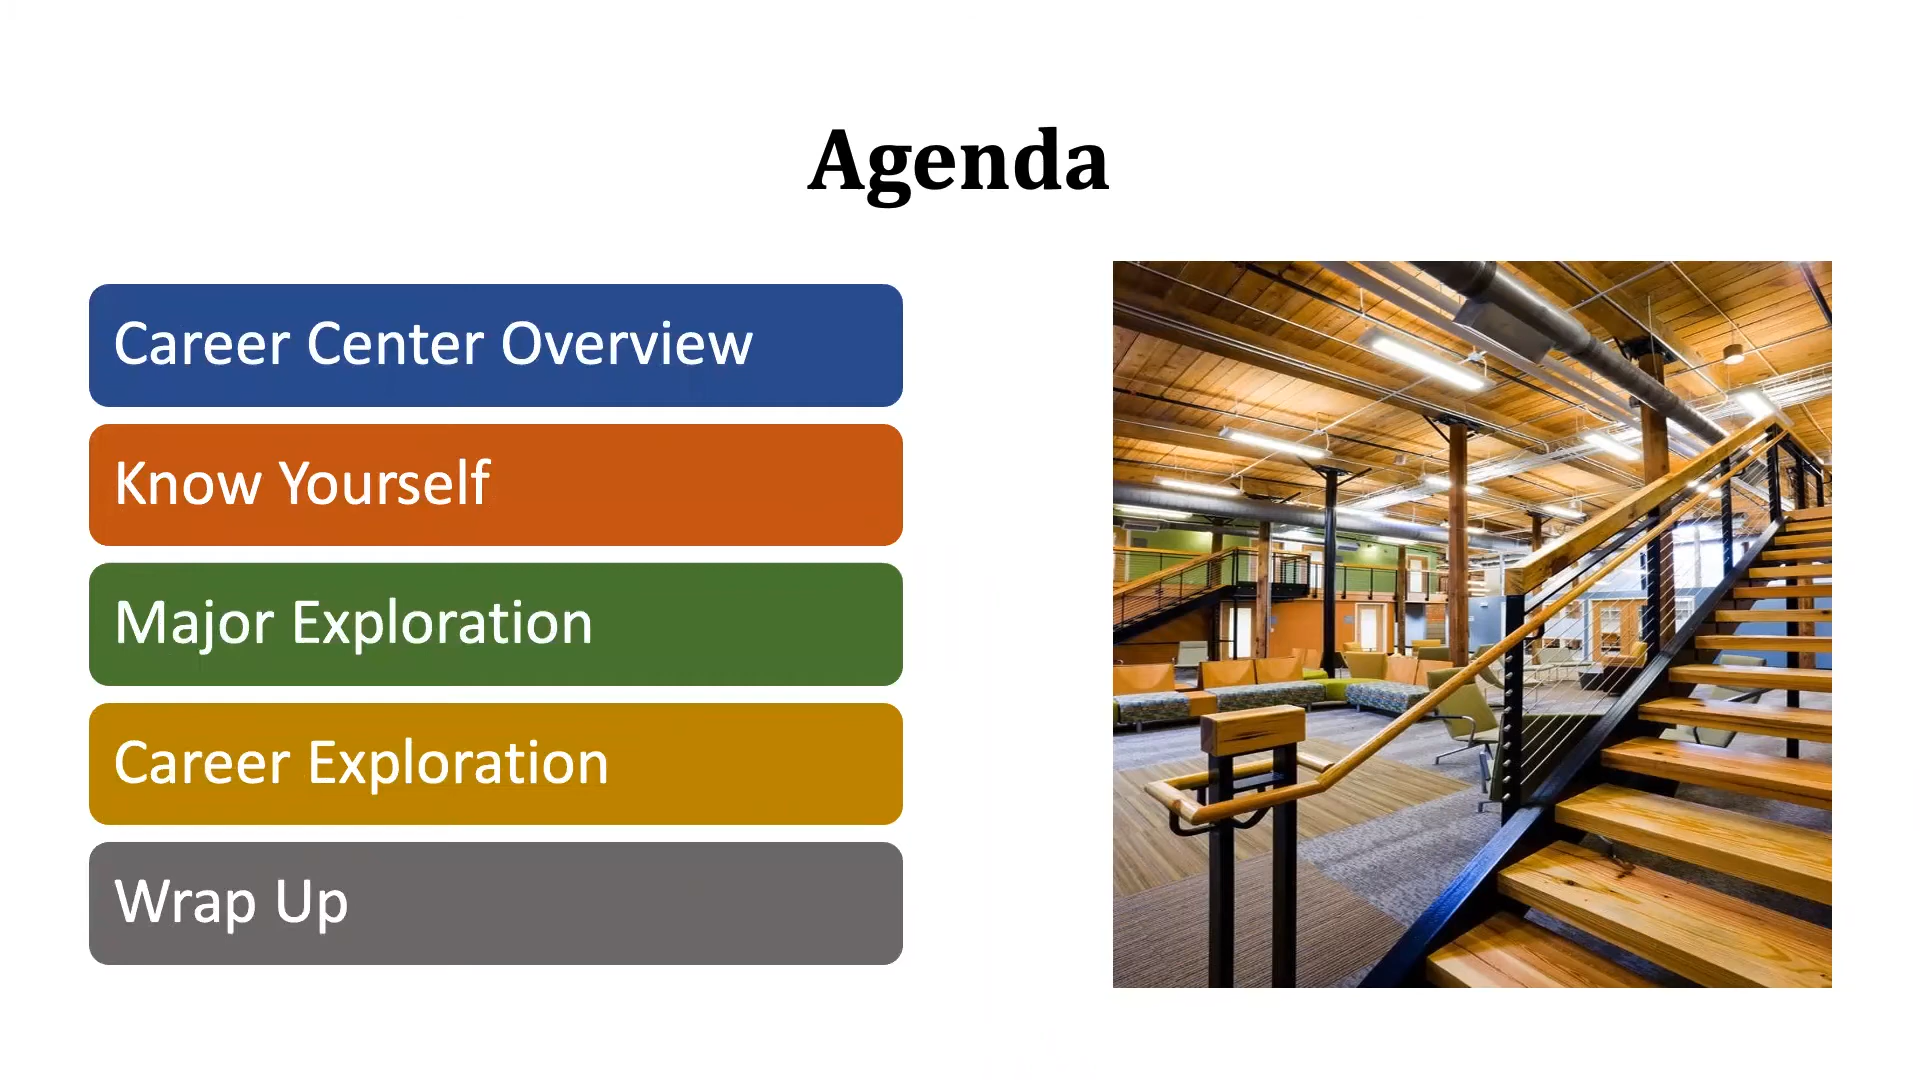 Agenda
Career Center Overview
Know Yourself
Major Exploration
Career Exploration
Wrap Up